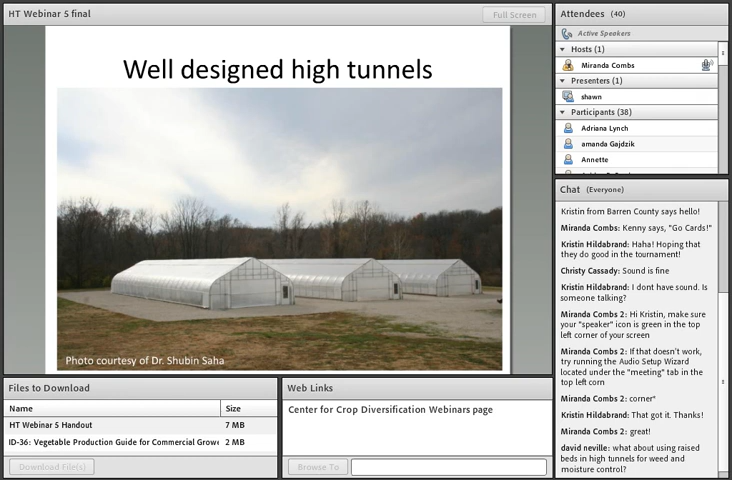 HT Webinar 5 final
Full Screen
Well designed high tunnels
Photo courtesy of Dr. Shubin Saha
Files to Download
Name Size
HT Webinar 5 Handout 7 MB
ID-36: Vegetable Production Guide for Commercial Growe 2 MB
Download File(s)
Web Links
Center for Crop Diversification Webinars page
Browse To
Attendees (40)
Active Speakers
Hosts (1)
Miranda Combs
Presenters (1)
shawn
Participants (38)
Adriana Lynch
amanda Gajdzik
Annette
Chat (Everyone)
Kristin from Barren County says hello!
Miranda Combs: Kenny says, "Go Cards!"
Kristin Hildabrand: Haha! Hoping that
they do good in the tournament!
Christy Cassady: Sound is fine
Kristin Hildabrand: I dont have sound. Is
someone talking?
Miranda Combs 2: Hi Kristin, make sure
your "speaker" icon is green in the top
left corner of your screen
Miranda Combs 2: If that doesn't work,
try running the Audio Setup Wizard
located under the "meeting" tab in the
top left corn
Miranda Combs 2: corner*
Kristin Hildabrand: That got it. Thanks!
Miranda Combs 2: great!
david neville: what about using raised
beds in high tunnels for weed and
moisture control?